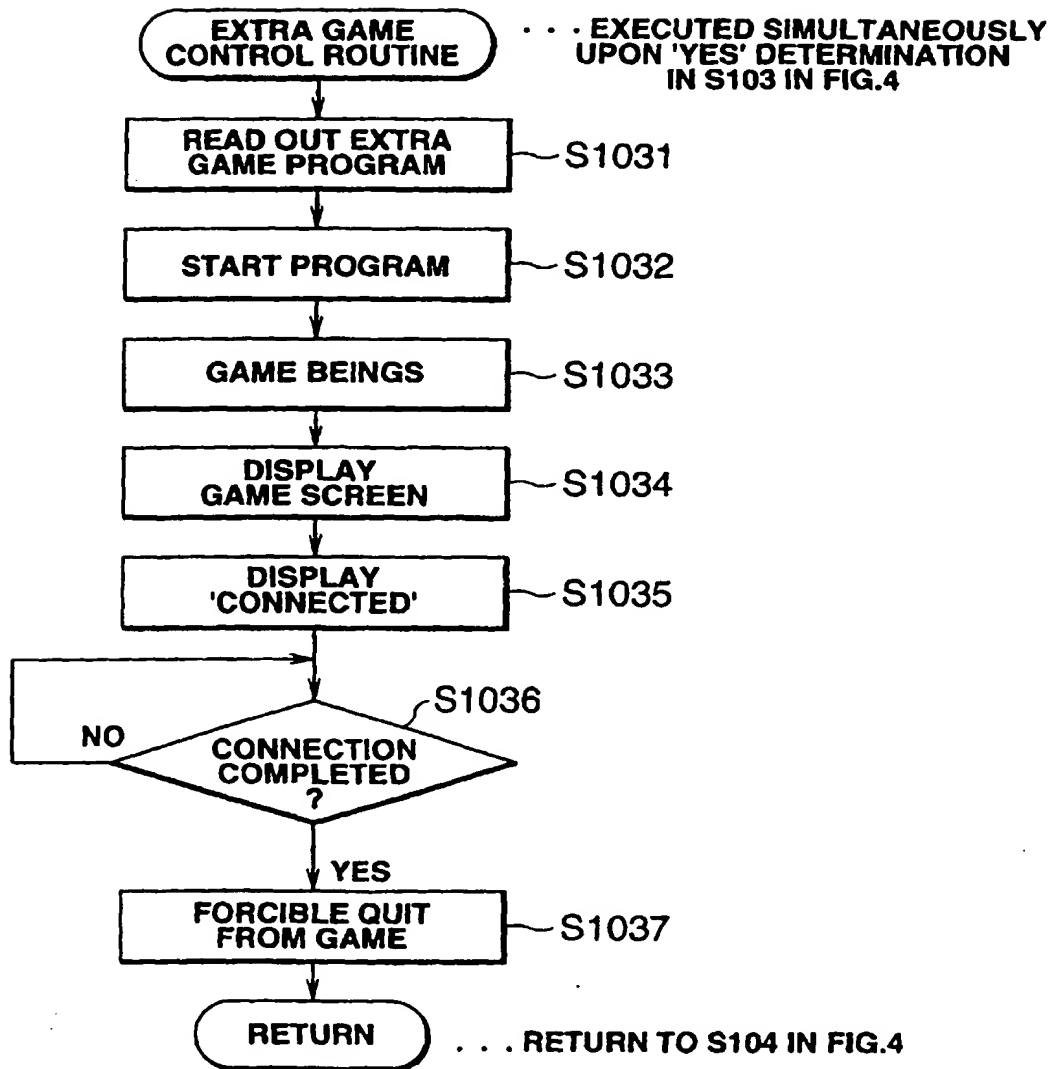 EXTRA GAME
CONTROL ROUTINE
. . . EXECUTED SIMULTANEOUSLY
UPON 'YES' DETERMINATION
IN S103 IN FIG.4
READ OUT EXTRA
GAME PROGRAM
S1031
START PROGRAM
S1032
GAME BEINGS
S1033
DISPLAY
GAME SCREEN
S1034
DISPLAY
'CONNECTED'
S1035
S1036
NO
CONNECTION
COMPLETED
?
YES
FORCIBLE QUIT
FROM GAME
S1037
RETURN
. . . RETURN TO S104 IN FIG.4